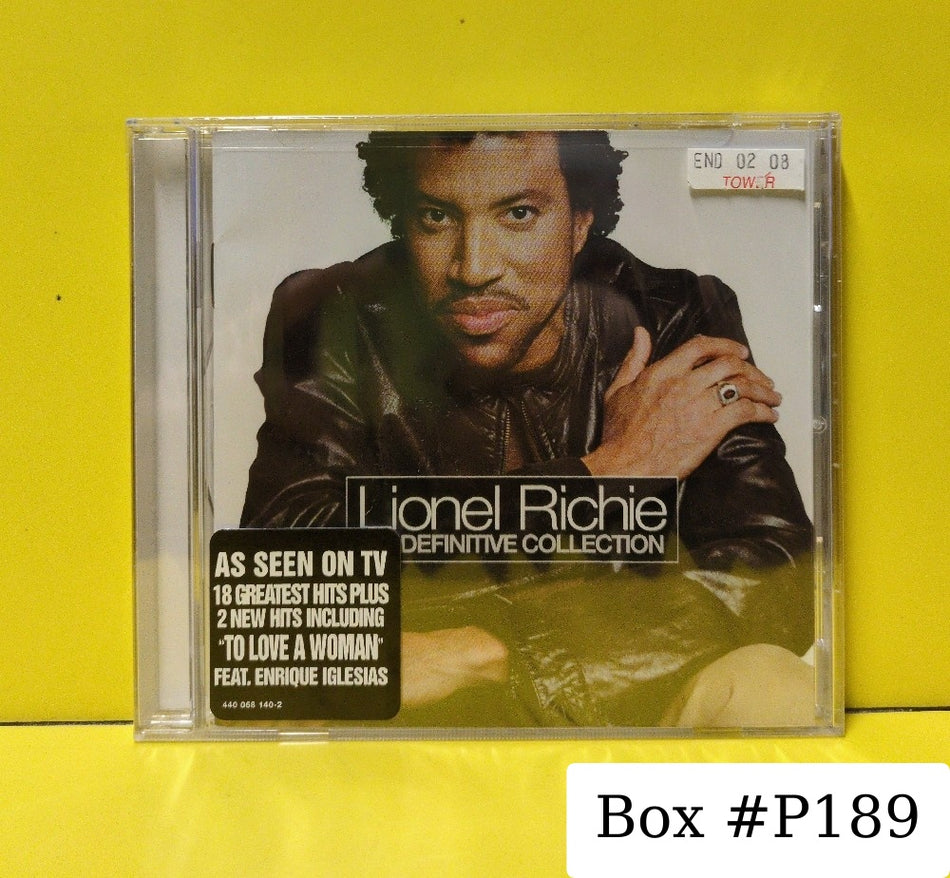 END 02 08
TOWER
Lionel Richie
DEFINITIVE COLLECTION
AS SEEN ON TV
18 GREATEST HITS PLUS
2 NEW HITS INCLUDING
"TO LOVE A WOMAN"
FEAT. ENRIQUE IGLESIAS
440 068 140-2
Box #P189